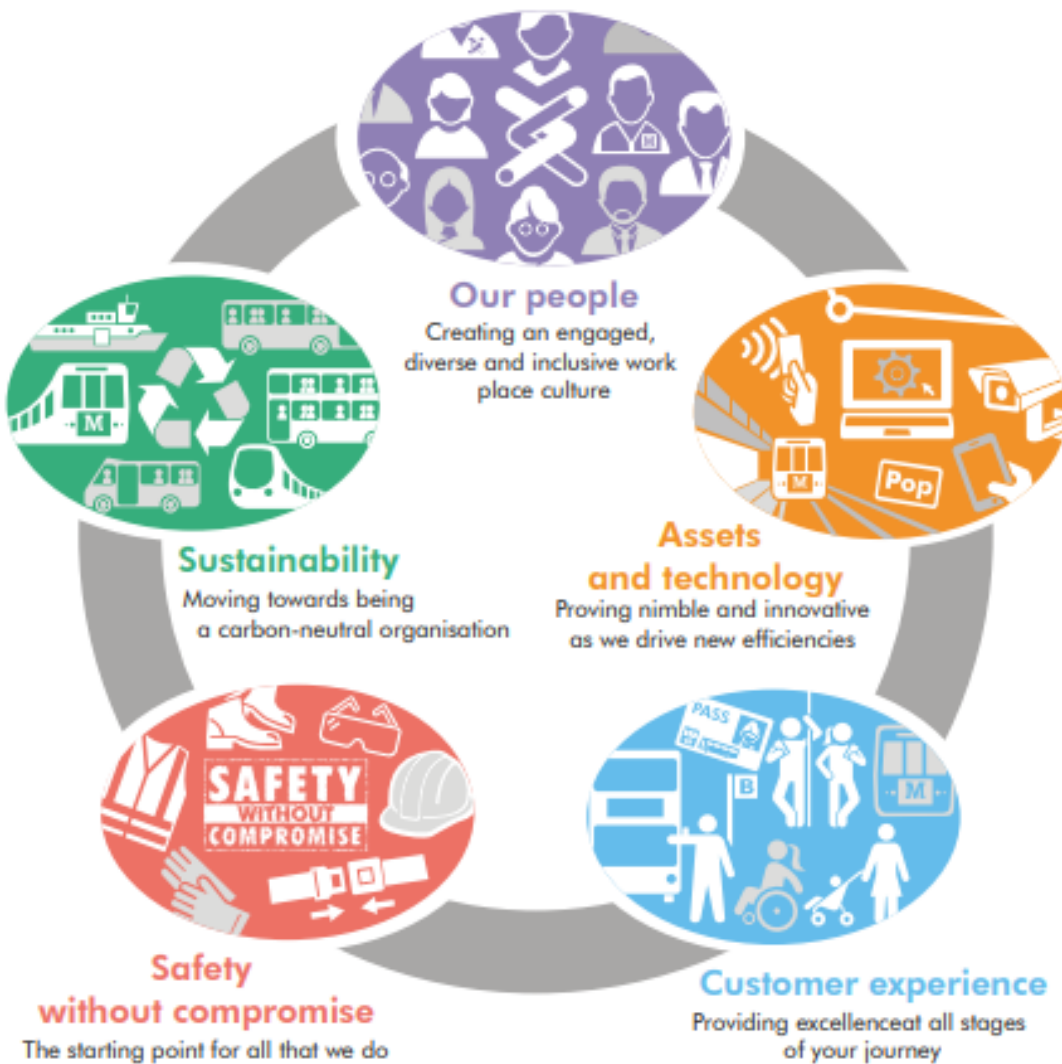 M
Our people
Creating an engaged,
diverse and inclusive work
place culture
M
Sustainability
Moving towards being
a carbon-neutral organisation
M
Pop
Assets
and technology
Proving nimble and innovative
as we drive new efficiencies
SAFETY
WITHOUT
COMPROMISE
Safety
without compromise
The starting point for all that we do
PASS
B
M
Customer experience
Providing excellenceat all stages
of your journey